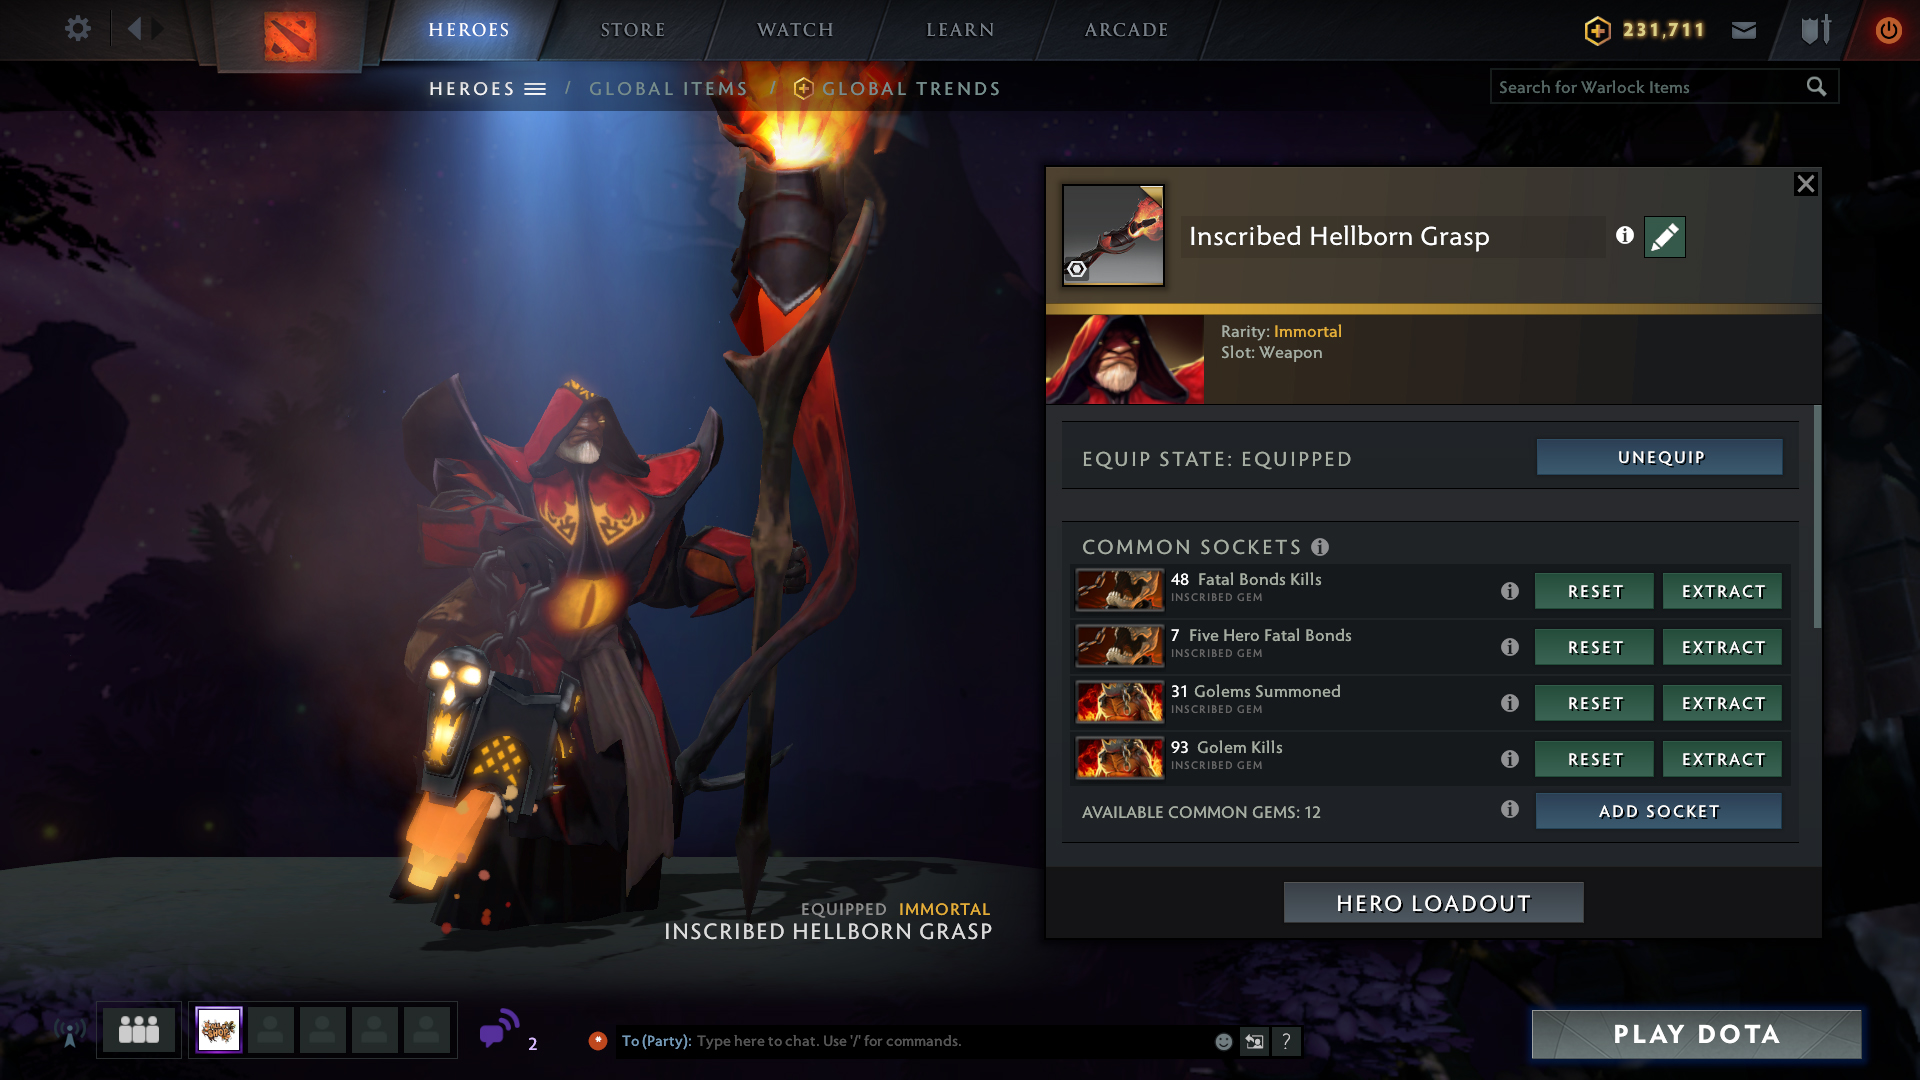 HEROES
STORE
WATCH
LEARN
ARCADE
231,711
HEROES / GLOBAL ITEMS / GLOBAL TRENDS
Search for Warlock Items
Inscribed Hellborn Grasp
Rarity: Immortal
Slot: Weapon
EQUIP STATE: EQUIPPED
UNEQUIP
COMMON SOCKETS
48 Fatal Bonds Kills
INSCRIBED GEM
RESET
EXTRACT
7 Five Hero Fatal Bonds
INSCRIBED GEM
RESET
EXTRACT
31 Golems Summoned
INSCRIBED GEM
RESET
EXTRACT
93 Golem Kills
INSCRIBED GEM
RESET
EXTRACT
AVAILABLE COMMON GEMS: 12
ADD SOCKET
HERO LOADOUT
EQUIPPED IMMORTAL
INSCRIBED HELLBORN GRASP
2
To (Party): Type here to chat. Use '/' for commands.
?
PLAY DOTA